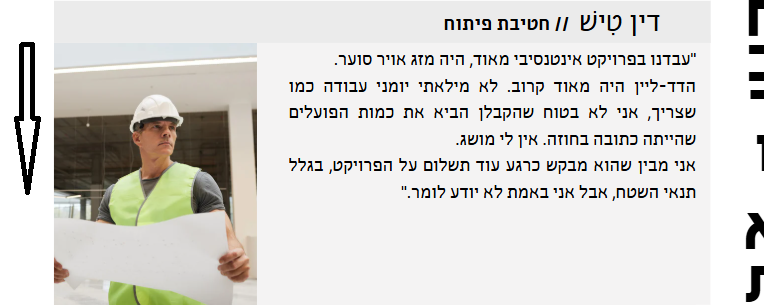 דין טִישׁ // חטיבת פיתוח
"עבדנו בפרויקט אינטנסיבי מאוד, היה מזג אויר סוער.
הדד-ליין היה מאוד קרוב. לא מילאתי יומני עבודה כמו
שצריך, אני לא בטוח שהקבלן הביא את כמות הפועלים
שהייתה כתובה בחוזה. אין לי מושג.
אני מבין שהוא מבקש כרגע עוד תשלום על הפרויקט, בגלל
תנאי השטח, אבל אני באמת לא יודע לומר."